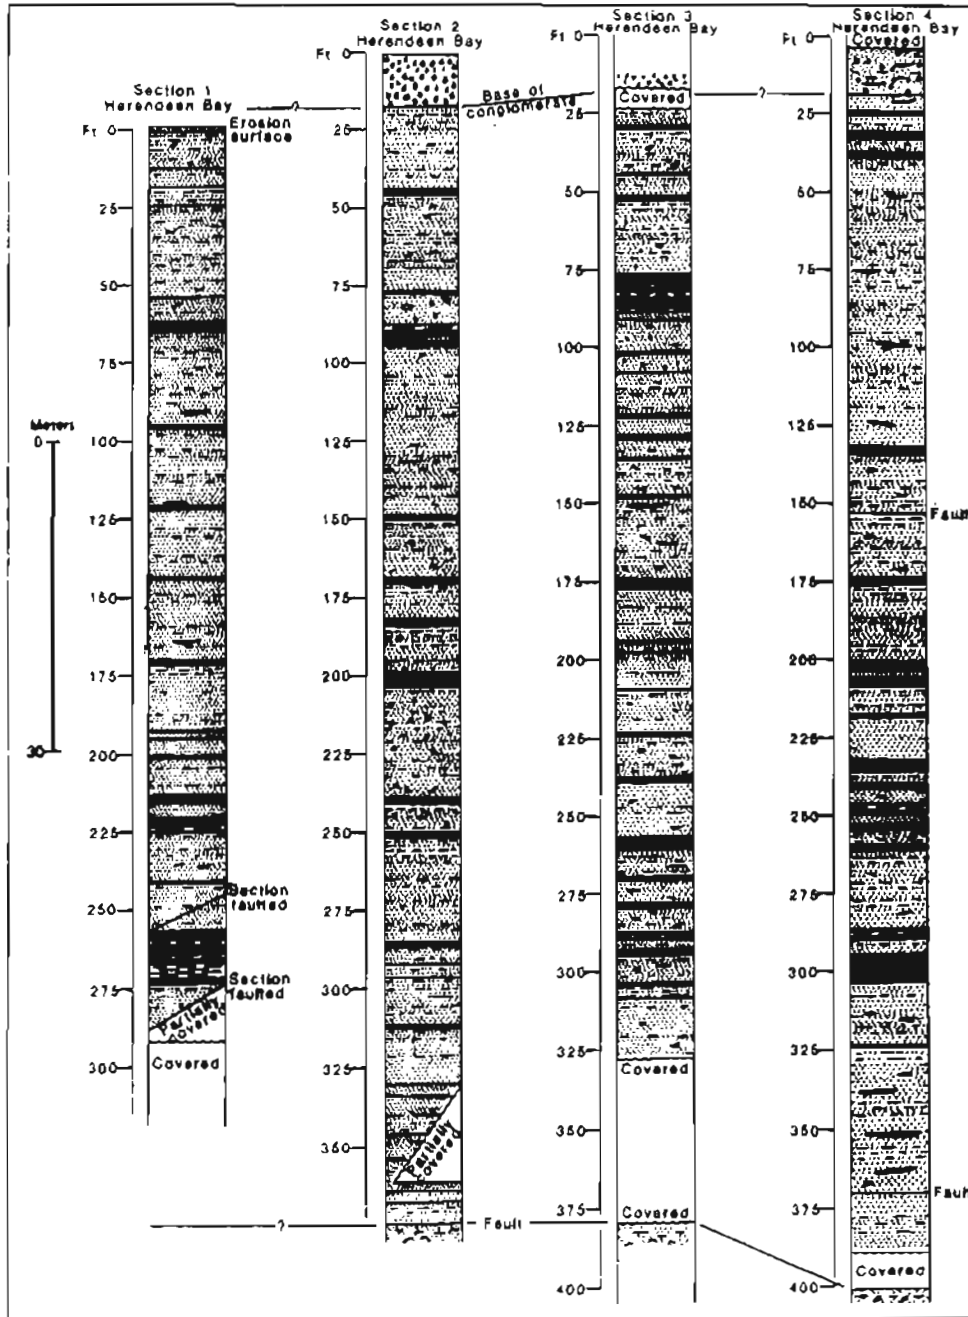 Section 1
Herendeen Bay
Ft 0
Erosion
surface
25
50
75
100
125
150
175
200
225
250
275
300
Section
faulted
Section
faulted
Partially
covered
Covered
Meters
0
30
Section 2
Herendeen Bay
Ft 0
25
50
75
100
125
150
175
200
225
250
275
300
325
350
Partially
covered
?
Base of
conglomerate
?
Fault
Section 3
Herendeen Bay
Ft 0
Covered
25
50
75
100
125
150
175
200
225
250
275
300
325
Covered
350
375
Covered
400
?
Section 4
Herendeen Bay
Ft 0
Covered
25
50
75
100
125
150
Fault
175
200
225
250
275
300
325
350
375
Fault
Covered
400